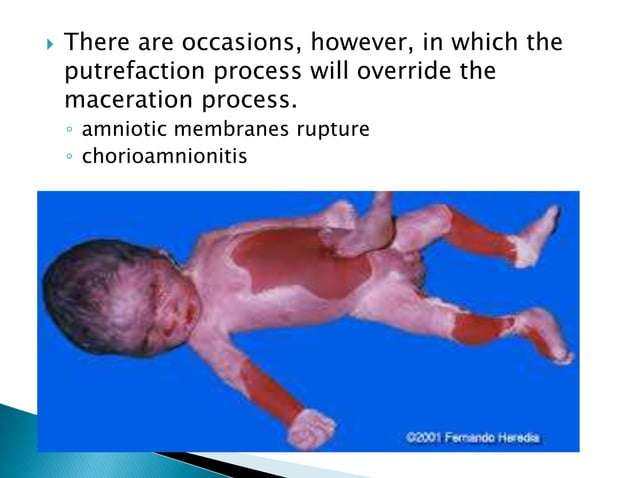 There are occasions, however, in which the
putrefaction process will override the
maceration process.
amniotic membranes rupture
chorioamnionitis
©2001 Fernando Heredia